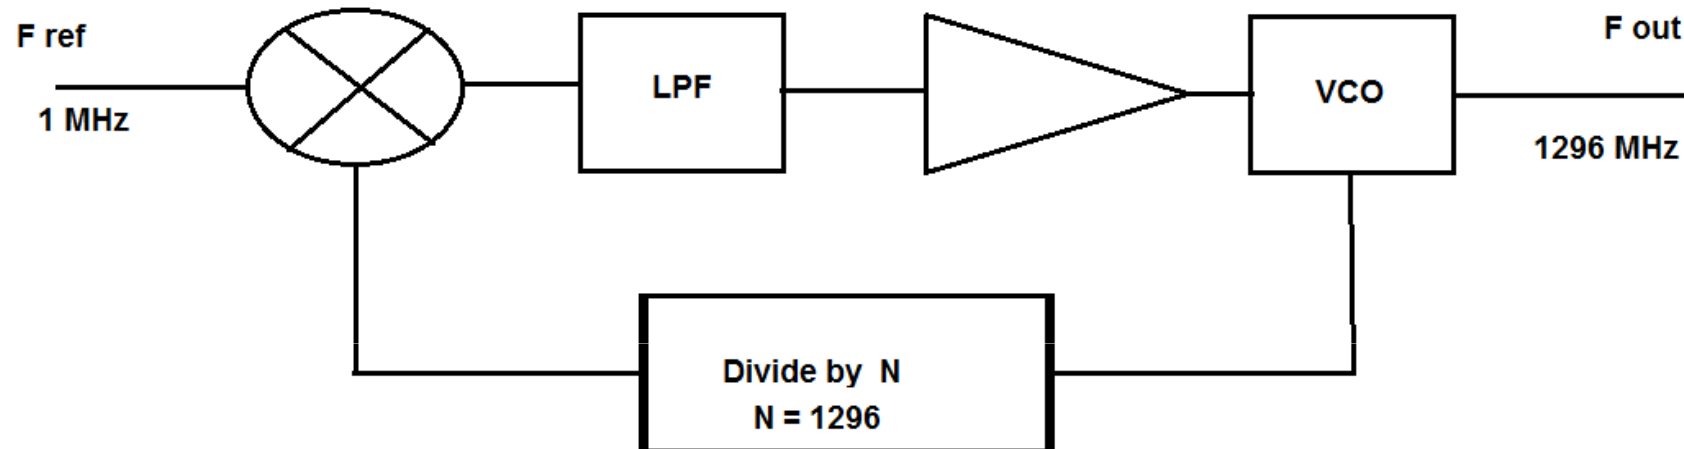 F ref
1 MHz
LPF
VCO
F out
1296 MHz
Divide by N
N = 1296